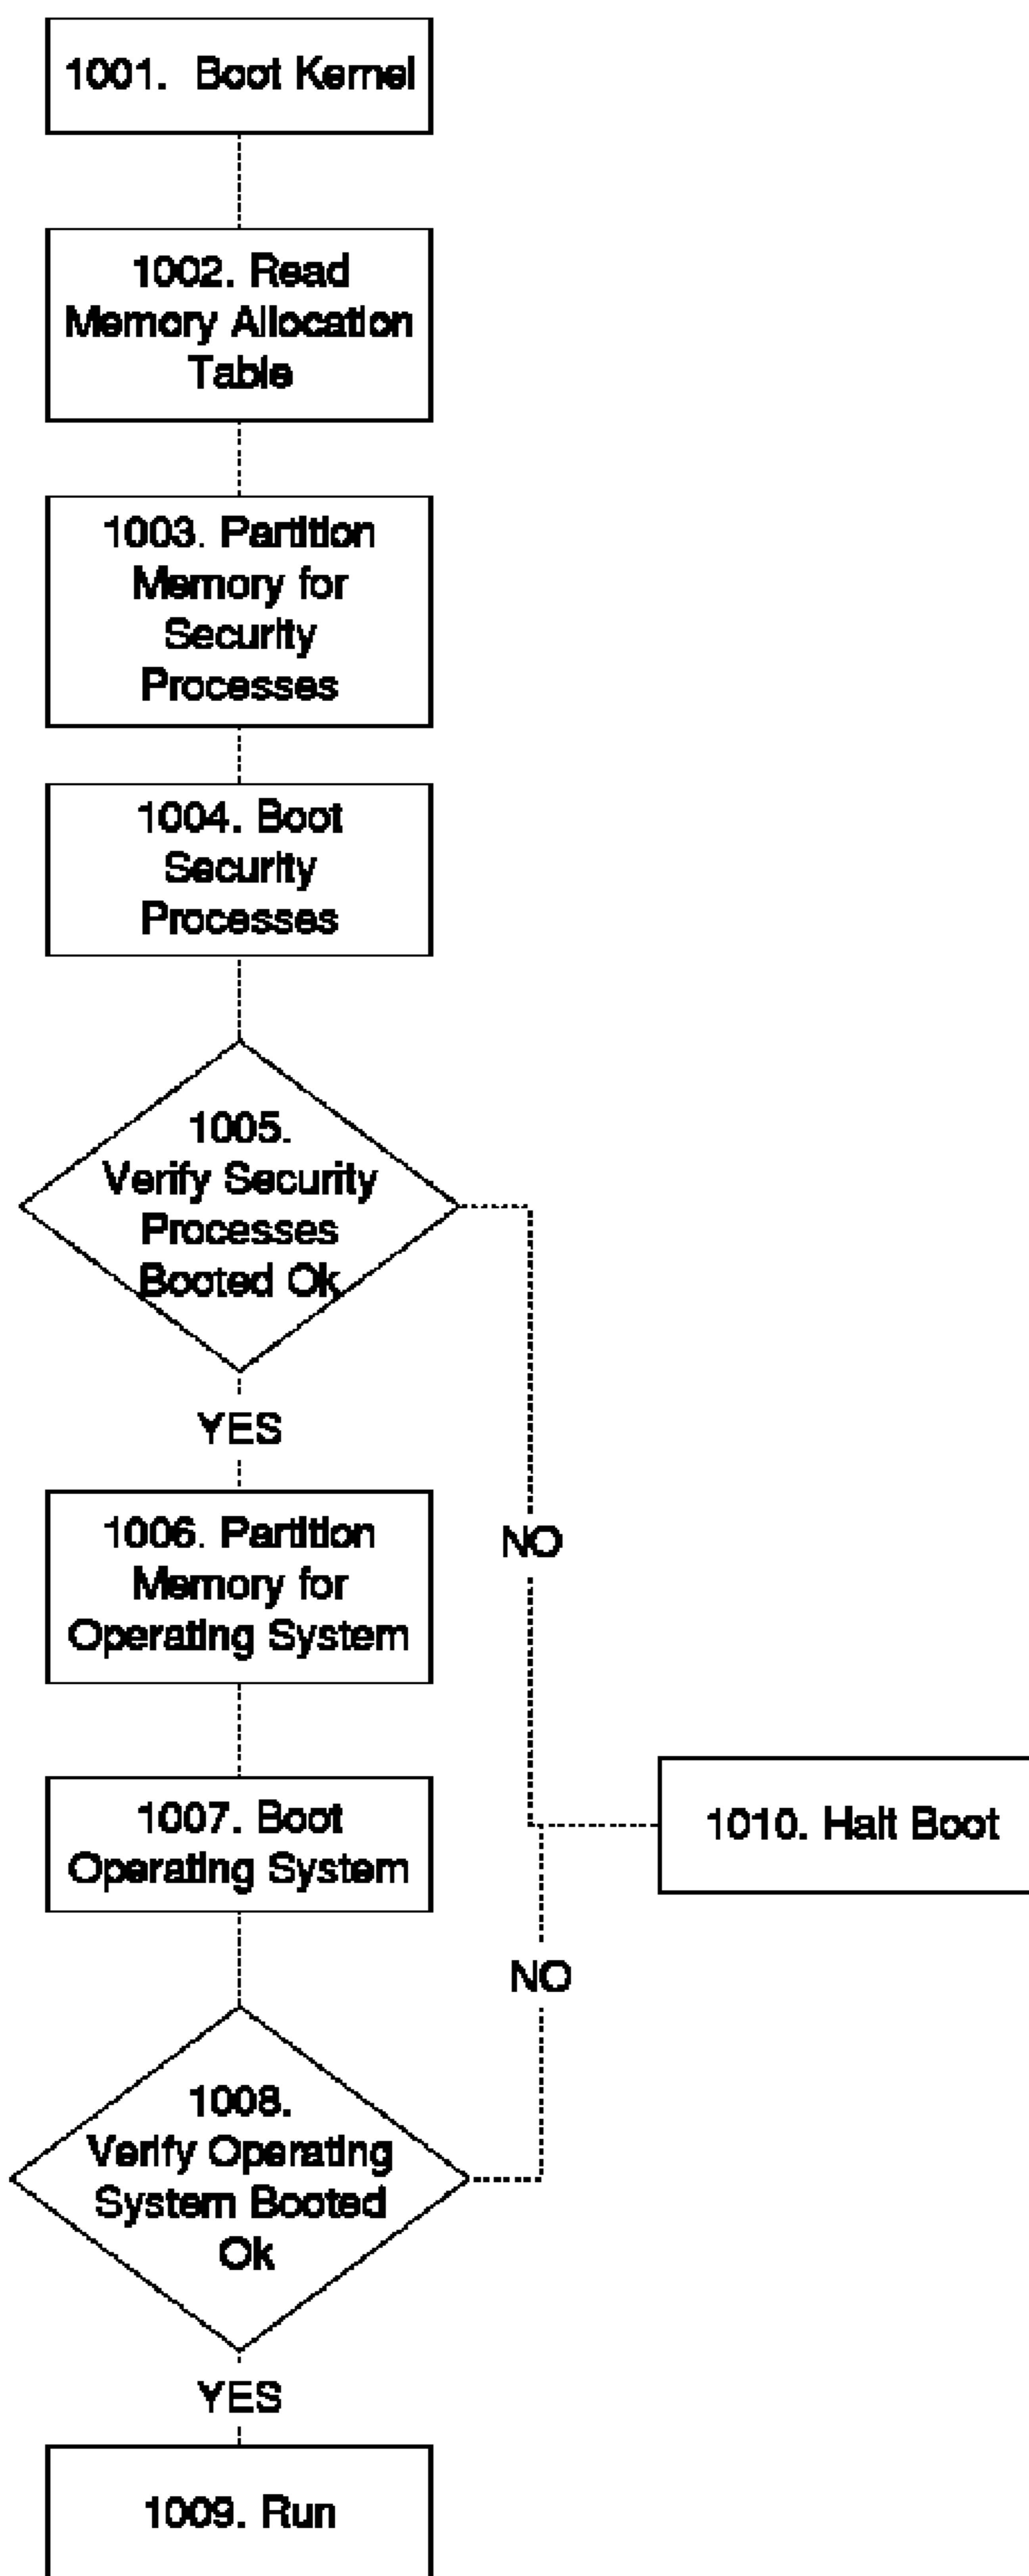 1001. Boot Kernel
1002. Read
Memory Allocation
Table
1003. Partition
Memory for
Security
Processes
1004. Boot
Security
Processes
1005.
Verify Security
Processes
Booted Ok
YES
1006. Partition
Memory for
Operating System
NO
1007. Boot
Operating System
1010. Halt Boot
NO
1008.
Verify Operating
System Booted
Ok
YES
1009. Run